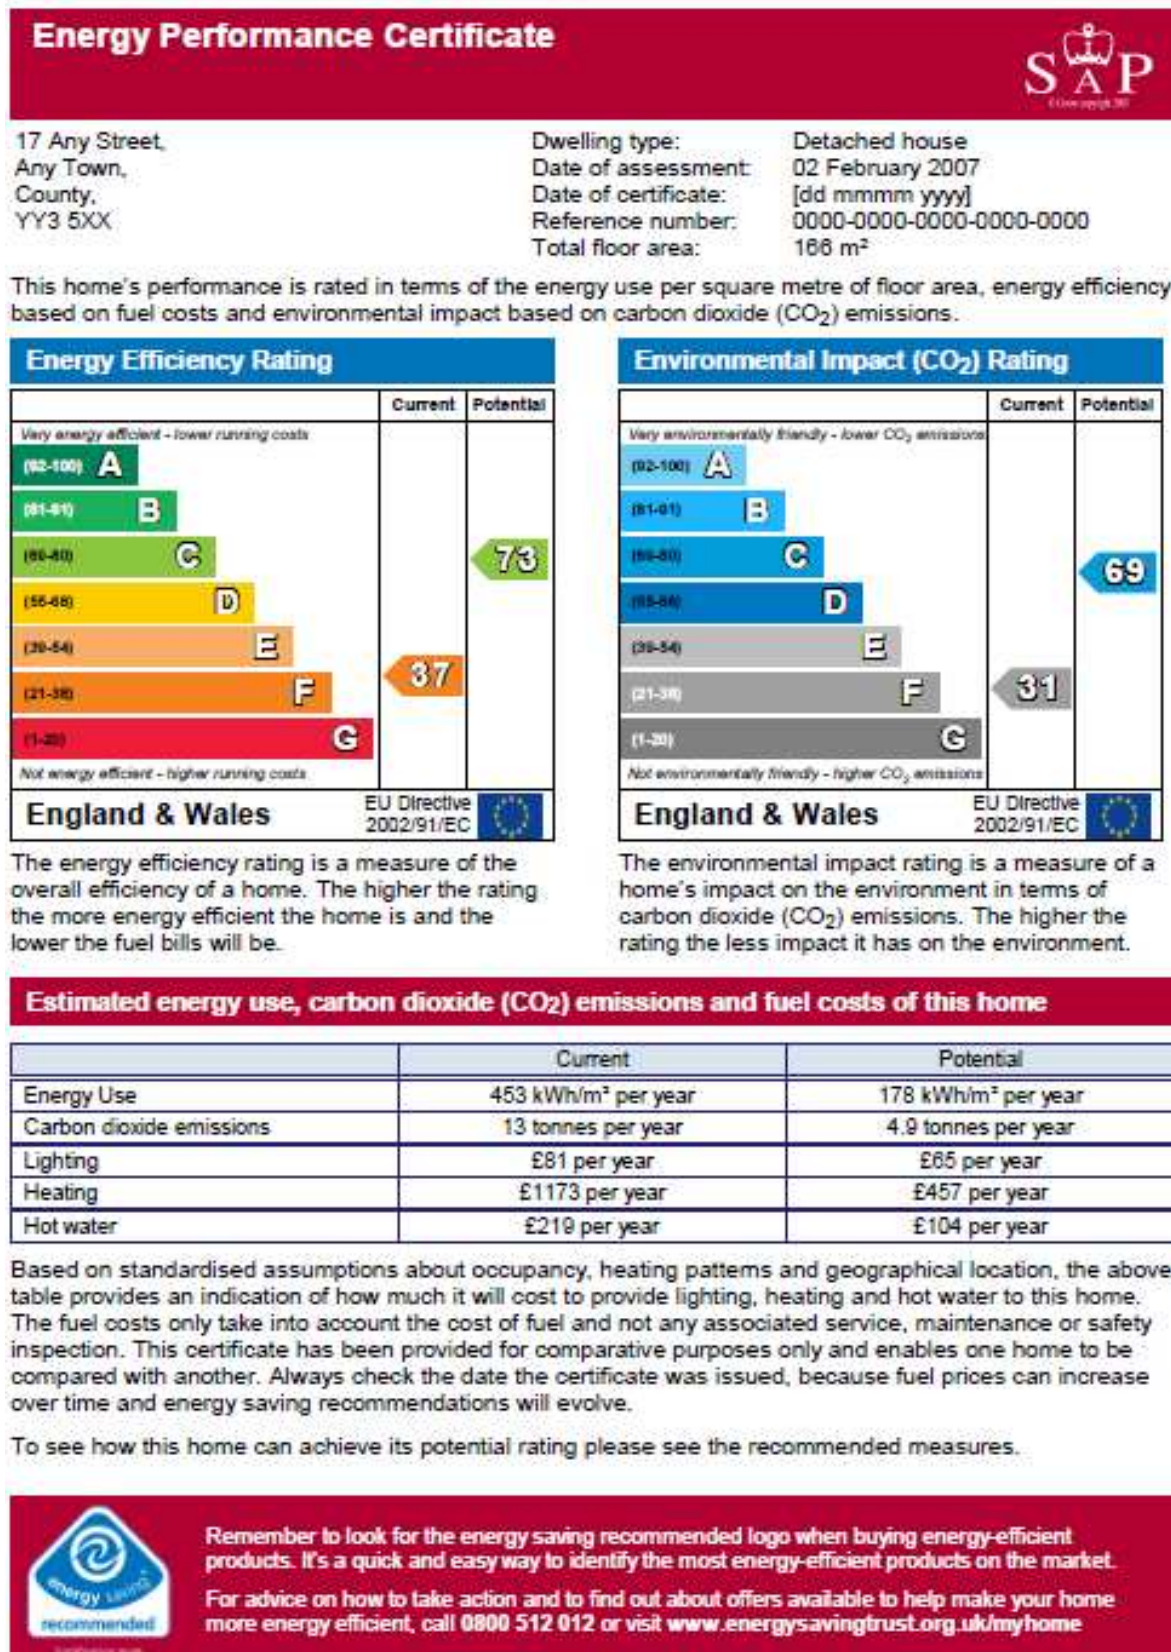 Energy Performance Certificate
SAP
17 Any Street,
Any Town,
County,
YY3 5XX
Dwelling type: Detached house
Date of assessment: 02 February 2007
Date of certificate: [dd mmmm yyyy]
Reference number: 0000-0000-0000-0000-0000
Total floor area: 166 m²
This home's performance is rated in terms of the energy use per square metre of floor area, energy efficiency
based on fuel costs and environmental impact based on carbon dioxide (CO2) emissions.
Energy Efficiency Rating
Current Potential
Very energy efficient - lower running costs
(92-100) A
(81-91) B
(69-80) C
73
(55-68) D
(39-54) E
37
(21-38) F
(1-20) G
Not energy efficient - higher running costs
England & Wales
EU Directive
2002/91/EC
The energy efficiency rating is a measure of the
overall efficiency of a home. The higher the rating
the more energy efficient the home is and the
lower the fuel bills will be.
Environmental Impact (CO2) Rating
Current Potential
Very environmentally friendly - lower CO2 emissions
(92-100) A
(81-91) B
(69-80) C
69
(55-68) D
(39-54) E
31
(21-38) F
(1-20) G
Not environmentally friendly - higher CO2 emissions
England & Wales
EU Directive
2002/91/EC
The environmental impact rating is a measure of a
home's impact on the environment in terms of
carbon dioxide (CO2) emissions. The higher the
rating the less impact it has on the environment.
Estimated energy use, carbon dioxide (CO2) emissions and fuel costs of this home
Current Potential
Energy Use 453 kWh/m² per year 178 kWh/m² per year
Carbon dioxide emissions 13 tonnes per year 4.9 tonnes per year
Lighting £81 per year £65 per year
Heating £1173 per year £457 per year
Hot water £219 per year £104 per year
Based on standardised assumptions about occupancy, heating patterns and geographical location, the above
table provides an indication of how much it will cost to provide lighting, heating and hot water to this home.
The fuel costs only take into account the cost of fuel and not any associated service, maintenance or safety
inspection. This certificate has been provided for comparative purposes only and enables one home to be
compared with another. Always check the date the certificate was issued, because fuel prices can increase
over time and energy saving recommendations will evolve.
To see how this home can achieve its potential rating please see the recommended measures.
energy saving
recommended
Remember to look for the energy saving recommended logo when buying energy-efficient
products. It's a quick and easy way to identify the most energy-efficient products on the market.
For advice on how to take action and to find out about offers available to help make your home
more energy efficient, call 0800 512 012 or visit www.energysavingtrust.org.uk/myhome